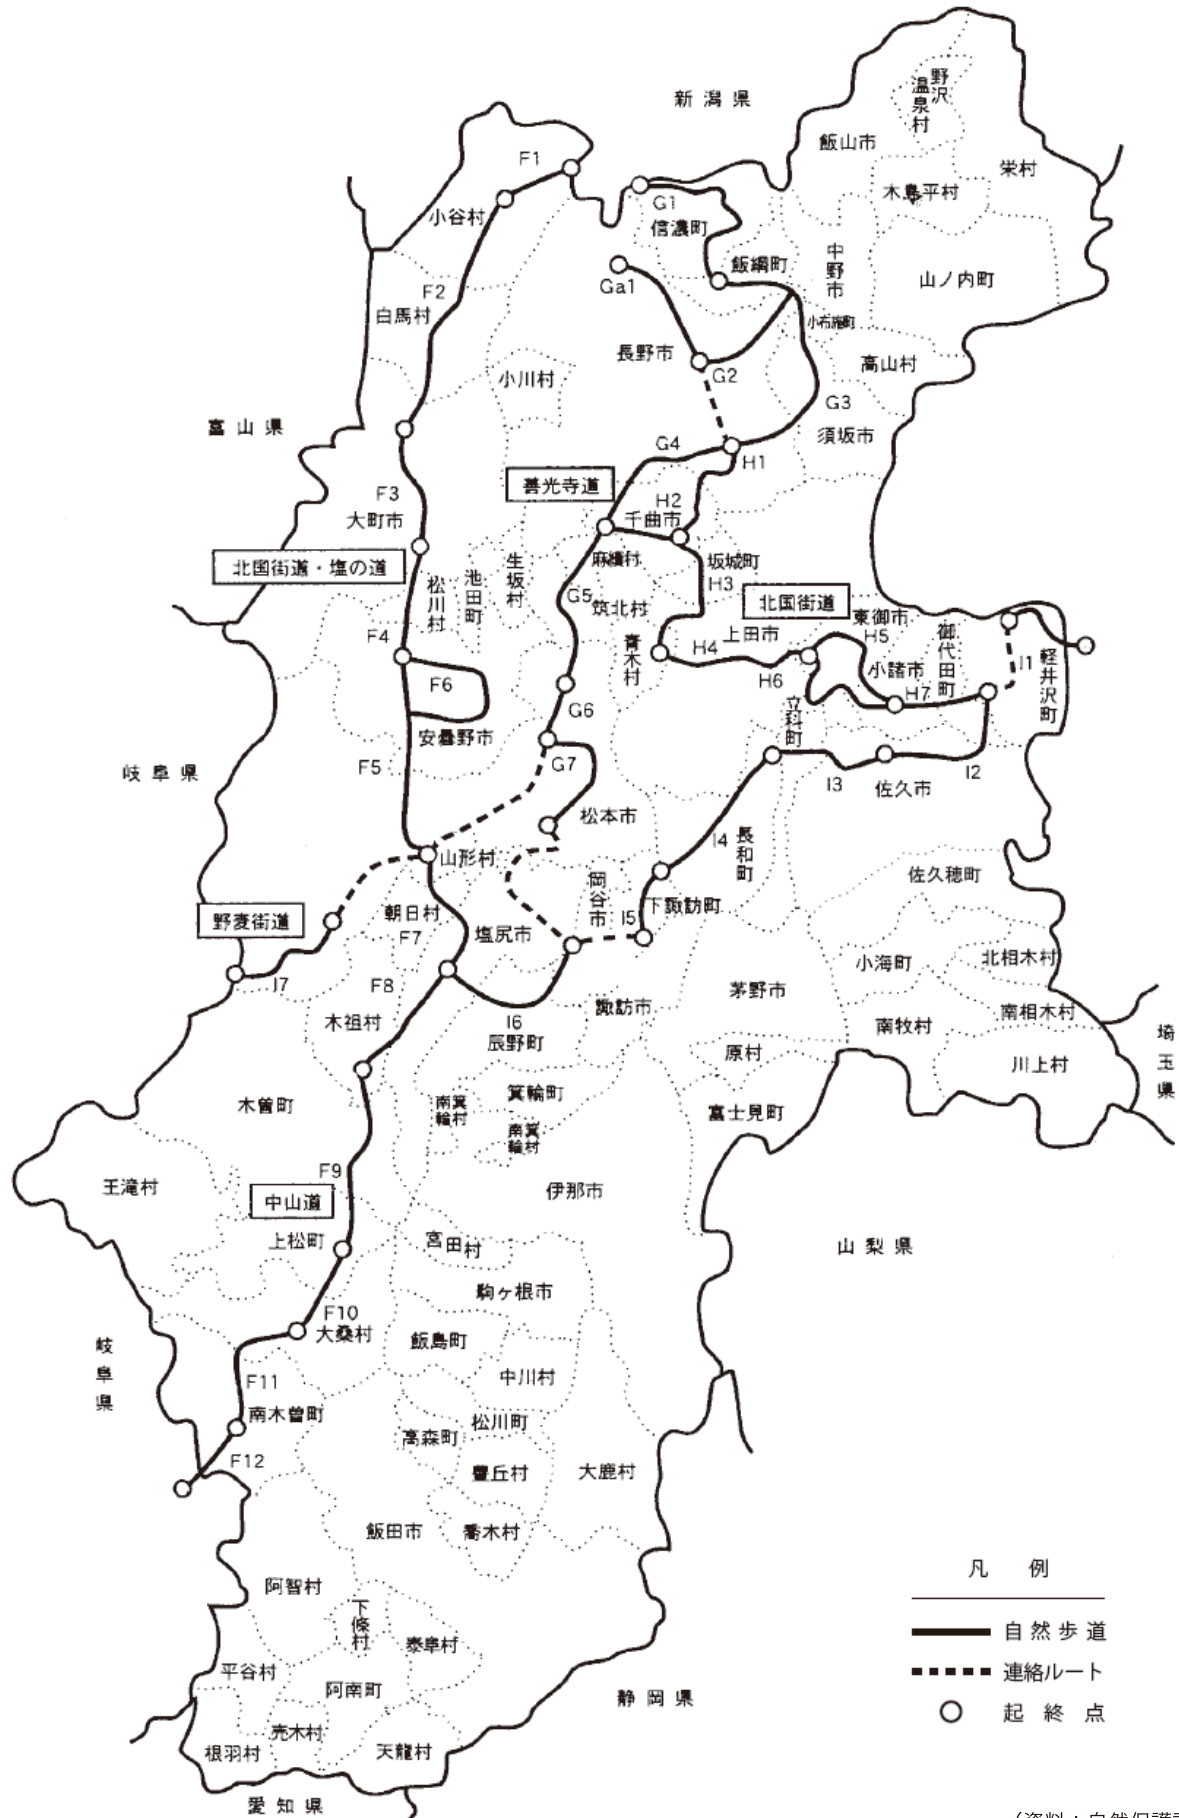 新潟県
野沢
温泉村
飯山市
栄村
木島平村
F1
小谷村
G1
信濃町
飯綱町
中野市
山ノ内町
Ga1
F2
白馬村
小布施町
長野市
G2
高山村
小川村
G3
須坂市
富山県
G4
H1
善光寺道
F3
大町市
H2
千曲市
北国街道・塩の道
松川村
池田町
生坂村
麻績村
坂城町
H3
G5
筑北村
北国街道
東御市
H5
青木村
上田市
H4
H6
小諸市
御代田町
H7
I1
軽井沢町
F4
F6
安曇野市
G6
立科町
F5
G7
I3
佐久市
I2
岐阜県
松本市
I4
長和町
山形村
岡谷市
佐久穂町
野麦街道
朝日村
F7
塩尻市
I5
下諏訪町
小海町
北相木村
I7
F8
木祖村
I6
辰野町
諏訪市
茅野市
南牧村
南相木村
原村
川上村
埼玉県
木曽町
南箕
輪村
箕輪町
南箕
輪村
富士見町
王滝村
F9
中山道
伊那市
上松町
宮田村
山梨県
駒ヶ根市
F10
大桑村
飯島町
岐阜県
F11
中川村
南木曽町
松川町
高森町
F12
豊丘村
大鹿村
飯田市
喬木村
阿智村
下條村
泰阜村
平谷村
阿南町
静岡県
売木村
根羽村
天龍村
愛知県
凡 例
自然歩道
連絡ルート
起終点